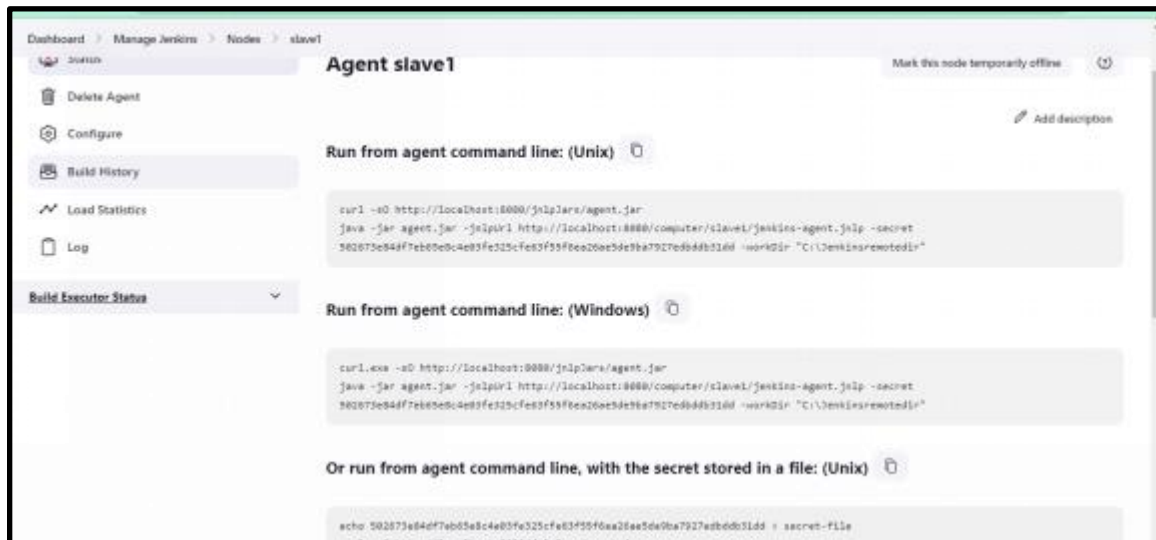 Dashboard > Manage Jenkins > Nodes > slave1
Status
Agent slave1
Mark this node temporarily offline
Delete Agent
Add description
Configure
Run from agent command line: (Unix)
Build History
Load Statistics
curl -sO http://localhost:8080/jnlpJars/agent.jar
java -jar agent.jar -jnlpUrl http://localhost:8080/computer/slave1/jenkins-agent.jnlp -secret
Log
-workDir "C:\Jenkinsremotedir"
Build Executor Status
Run from agent command line: (Windows)
curl.exe -sO http://localhost:8080/jnlpJars/agent.jar
java -jar agent.jar -jnlpUrl http://localhost:8080/computer/slave1/jenkins-agent.jnlp -secret
-workDir "C:\Jenkinsremotedir"
Or run from agent command line, with the secret stored in a file: (Unix)
echo > secret-file